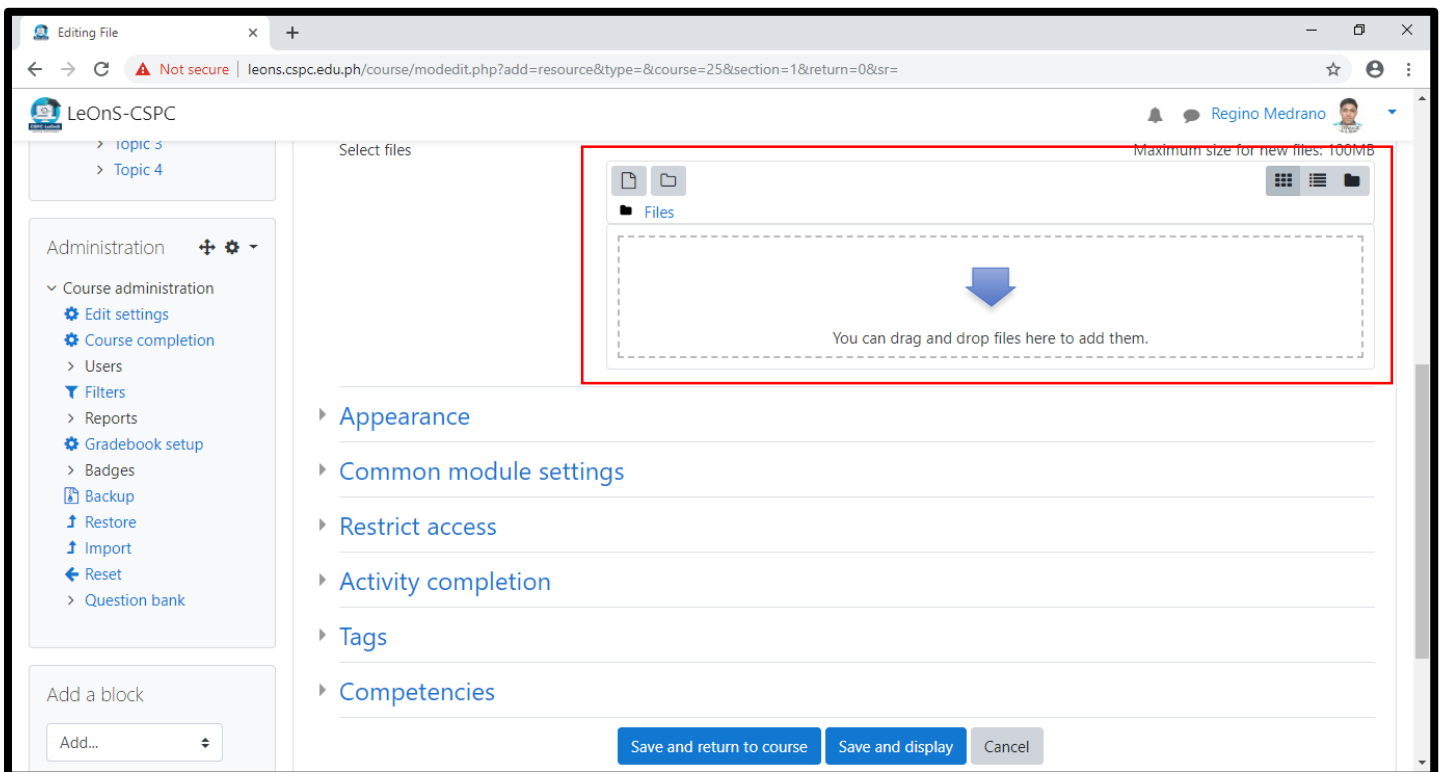 Editing File
Not secure | leons.cspc.edu.ph/course/modedit.php?add=resource&type=&course=25&section=1&return=0&sr=
LeOnS-CSPC
Regino Medrano
Topic 3
Topic 4
Administration
Course administration
Edit settings
Course completion
Users
Filters
Reports
Gradebook setup
Badges
Backup
Restore
Import
Reset
Question bank
Add a block
Add...
Select files
Maximum size for new files: 100MB
Files
You can drag and drop files here to add them.
Appearance
Common module settings
Restrict access
Activity completion
Tags
Competencies
Save and return to course
Save and display
Cancel